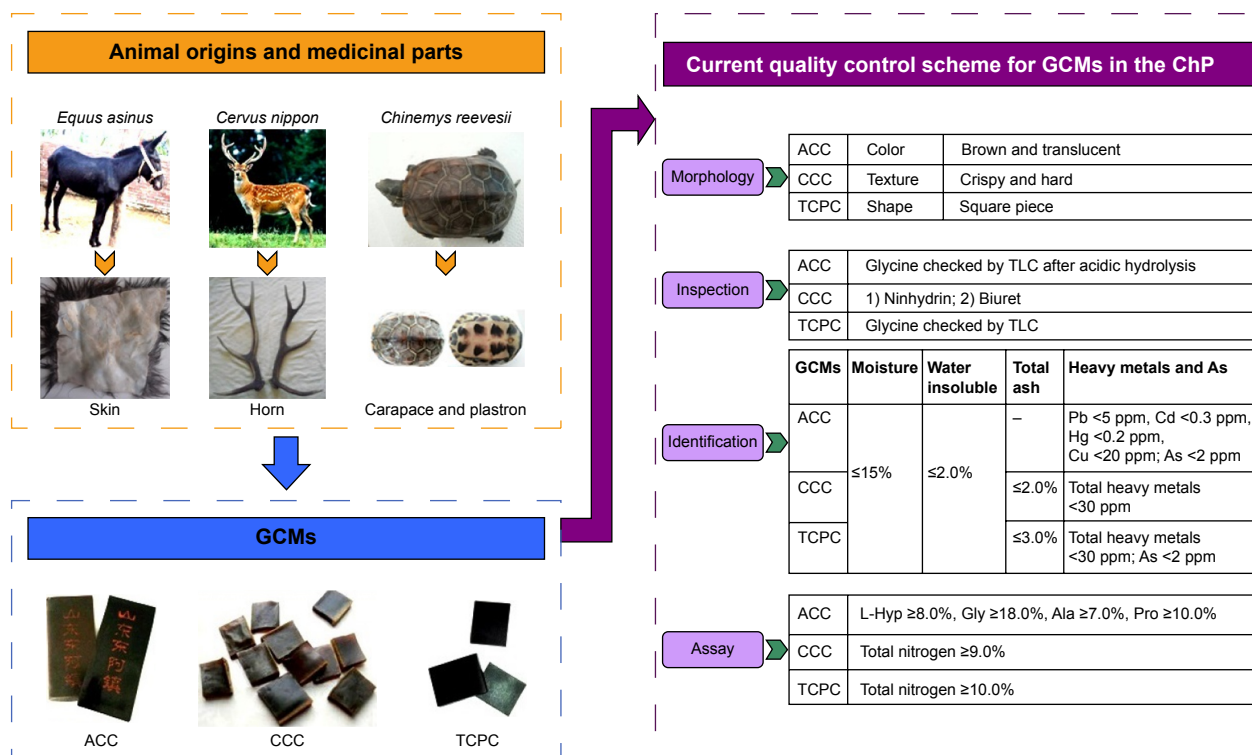 Animal origins and medicinal parts
Equus asinus
Cervus nippon
Chinemys reevesii
Skin
Horn
Carapace and plastron
GCMs
山东东阿镇
ACC
CCC
TCPC
Current quality control scheme for GCMs in the ChP
Morphology
ACC Color Brown and translucent
CCC Texture Crispy and hard
TCPC Shape Square piece
Inspection
ACC Glycine checked by TLC after acidic hydrolysis
CCC 1) Ninhydrin; 2) Biuret
TCPC Glycine checked by TLC
Identification
GCMs Moisture Water insoluble Total ash Heavy metals and As
ACC – Pb <5 ppm, Cd <0.3 ppm,
Hg <0.2 ppm,
Cu <20 ppm; As <2 ppm
≤15% ≤2.0%
CCC ≤2.0% Total heavy metals
<30 ppm
TCPC ≤3.0% Total heavy metals
<30 ppm; As <2 ppm
Assay
ACC L-Hyp ≥8.0%, Gly ≥18.0%, Ala ≥7.0%, Pro ≥10.0%
CCC Total nitrogen ≥9.0%
TCPC Total nitrogen ≥10.0%